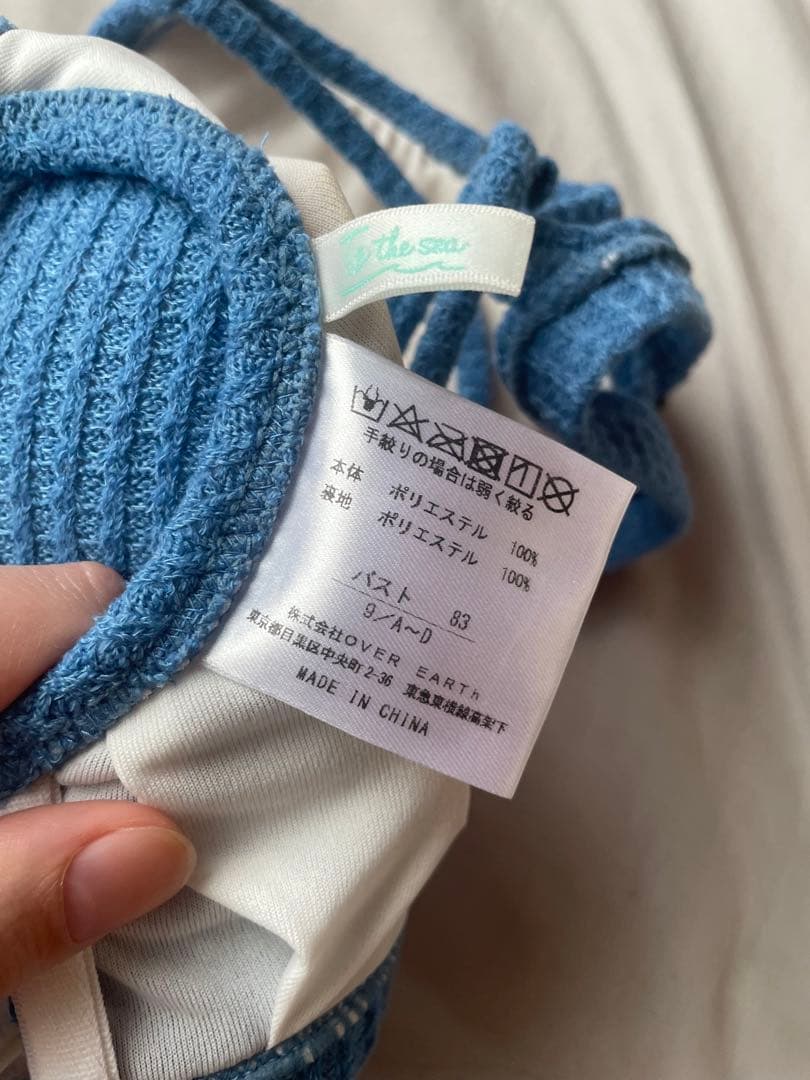 To the sea
手絞りの場合は弱く絞る
本体 ポリエステル 100%
裏地 ポリエステル 100%
バスト 83
9/A~D
株式会社OVER EARTh
東京都目黒区中央町2-36 東急東横線高架下
MADE IN CHINA